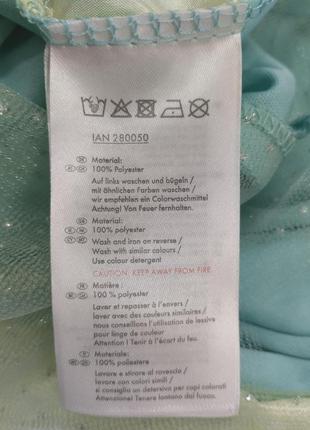 IAN 280050
Material:
100% Polyester
Auf links waschen und bügeln /
mit ähnlichen Farben waschen /
wir empfehlen ein Colorwaschmittel
Achtung! Von Feuer fernhalten.
Material:
100% Polyester
Wash and iron on reverse /
Wash with similar colours /
Use colour detergent
CAUTION. KEEP AWAY FROM FIRE.
Matière :
100 % polyester
Laver et repasser à l'envers /
laver avec des couleurs similaires /
nous conseillons l'utilisation de lessive
pour linge de couleur
Attention ! Tenir à l'écart du feu.
Materiale:
100% poliestere
Lavare e stirare al rovescio /
lavare con colori simili /
si consiglia un detersivo per capi colorati
Attenzione! Tenere lontano dal fuoco.